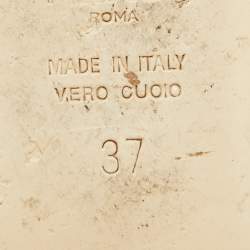 ROMA
MADE IN ITALY
VERO CUOIO
37